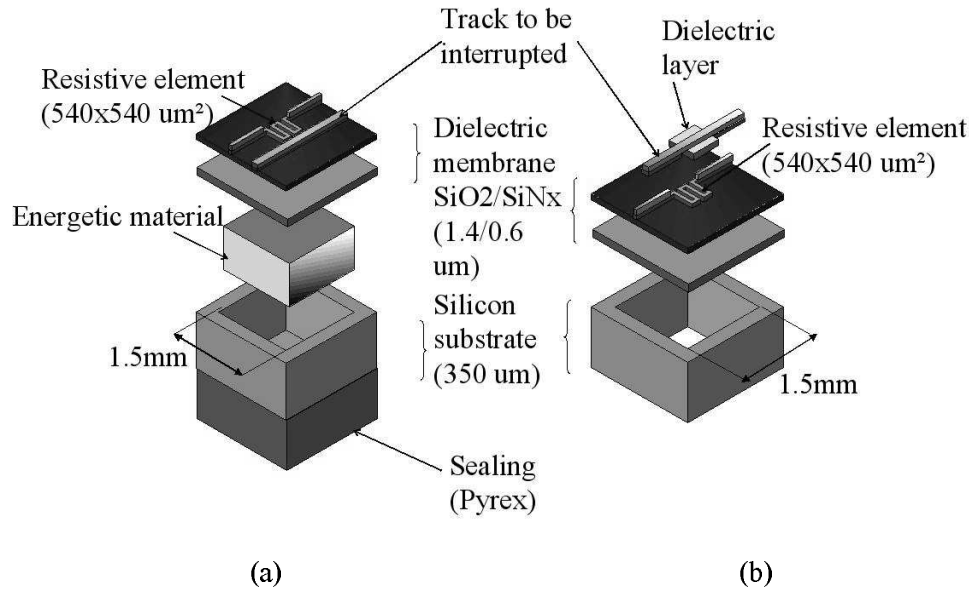 Track to be
interrupted
Dielectric
layer
Resistive element
(540x540 um²)
Resistive element
(540x540 um²)
Dielectric
membrane
SiO2/SiNx
(1.4/0.6
um)
Energetic material
Silicon
substrate
(350 um)
1.5mm
1.5mm
Sealing
(Pyrex)
(a)
(b)